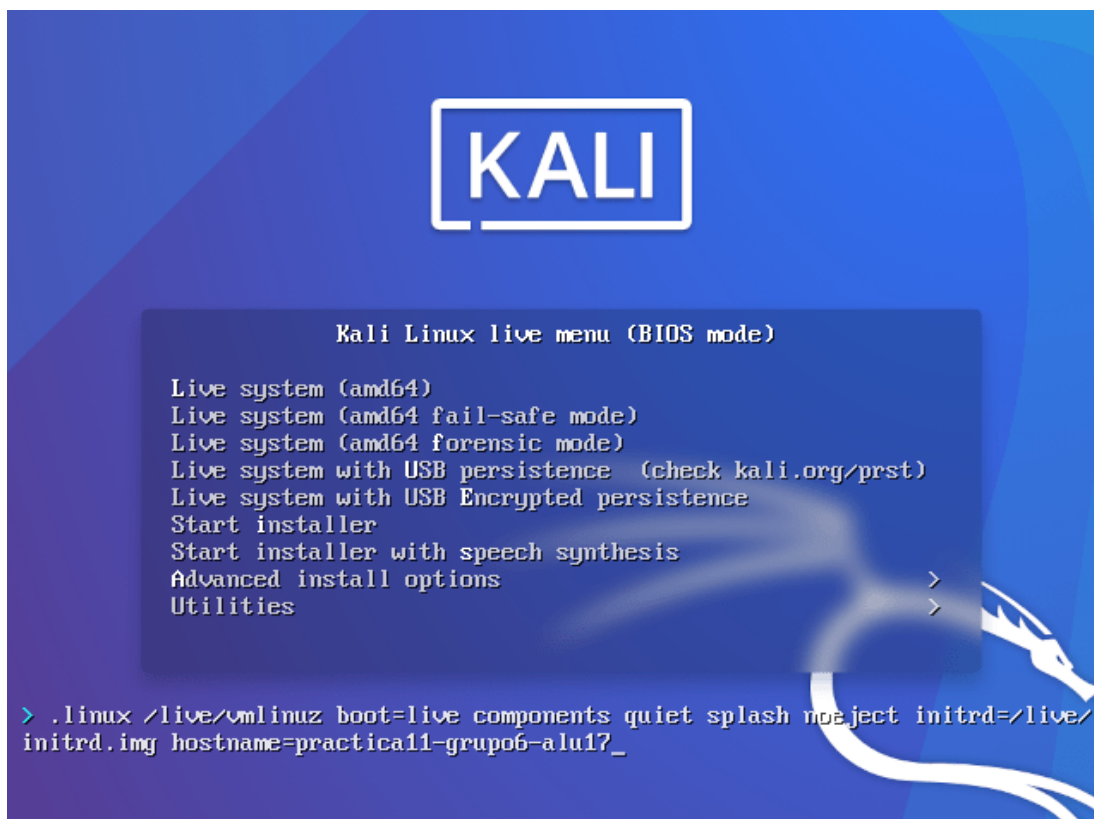 KALI
Kali Linux live menu (BIOS mode)
Live system (amd64)
Live system (amd64 fail-safe mode)
Live system (amd64 forensic mode)
Live system with USB persistence (check kali.org/prst)
Live system with USB Encrypted persistence
Start installer
Start installer with speech synthesis
Advanced install options >
Utilities >
> .linux /live/vmlinuz boot=live components quiet splash noeject initrd=/live/
initrd.img hostname=practica11-grupo6-alu17_